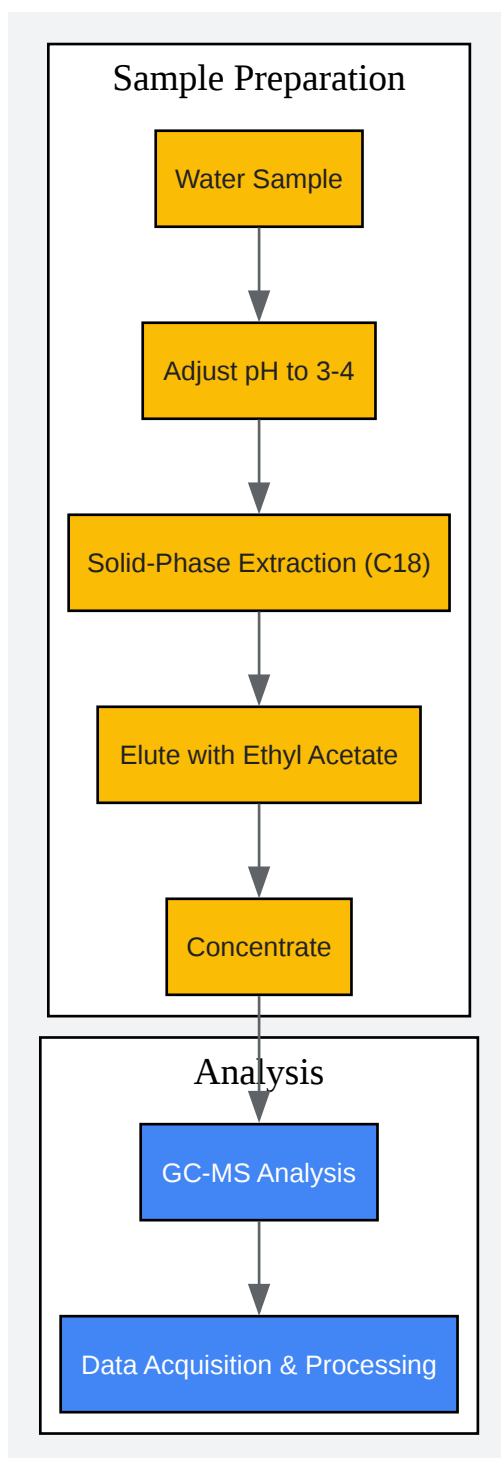 Sample Preparation
Water Sample
Adjust pH to 3-4
Solid-Phase Extraction (C18)
Elute with Ethyl Acetate
Concentrate
Analysis
GC-MS Analysis
Data Acquisition & Processing